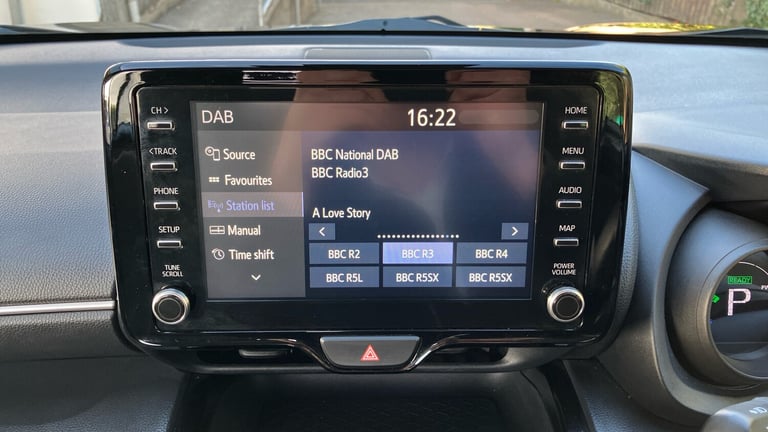 DAB
16:22
CH >
< TRACK
PHONE
SETUP
TUNE
SCROLL
Source
Favourites
Station list
Manual
Time shift
BBC National DAB
BBC Radio3
A Love Story
<
>
BBC R2
BBC R3
BBC R4
BBC R5L
BBC R5SX
BBC R5SX
HOME
MENU
AUDIO
MAP
POWER
VOLUME
READY
P